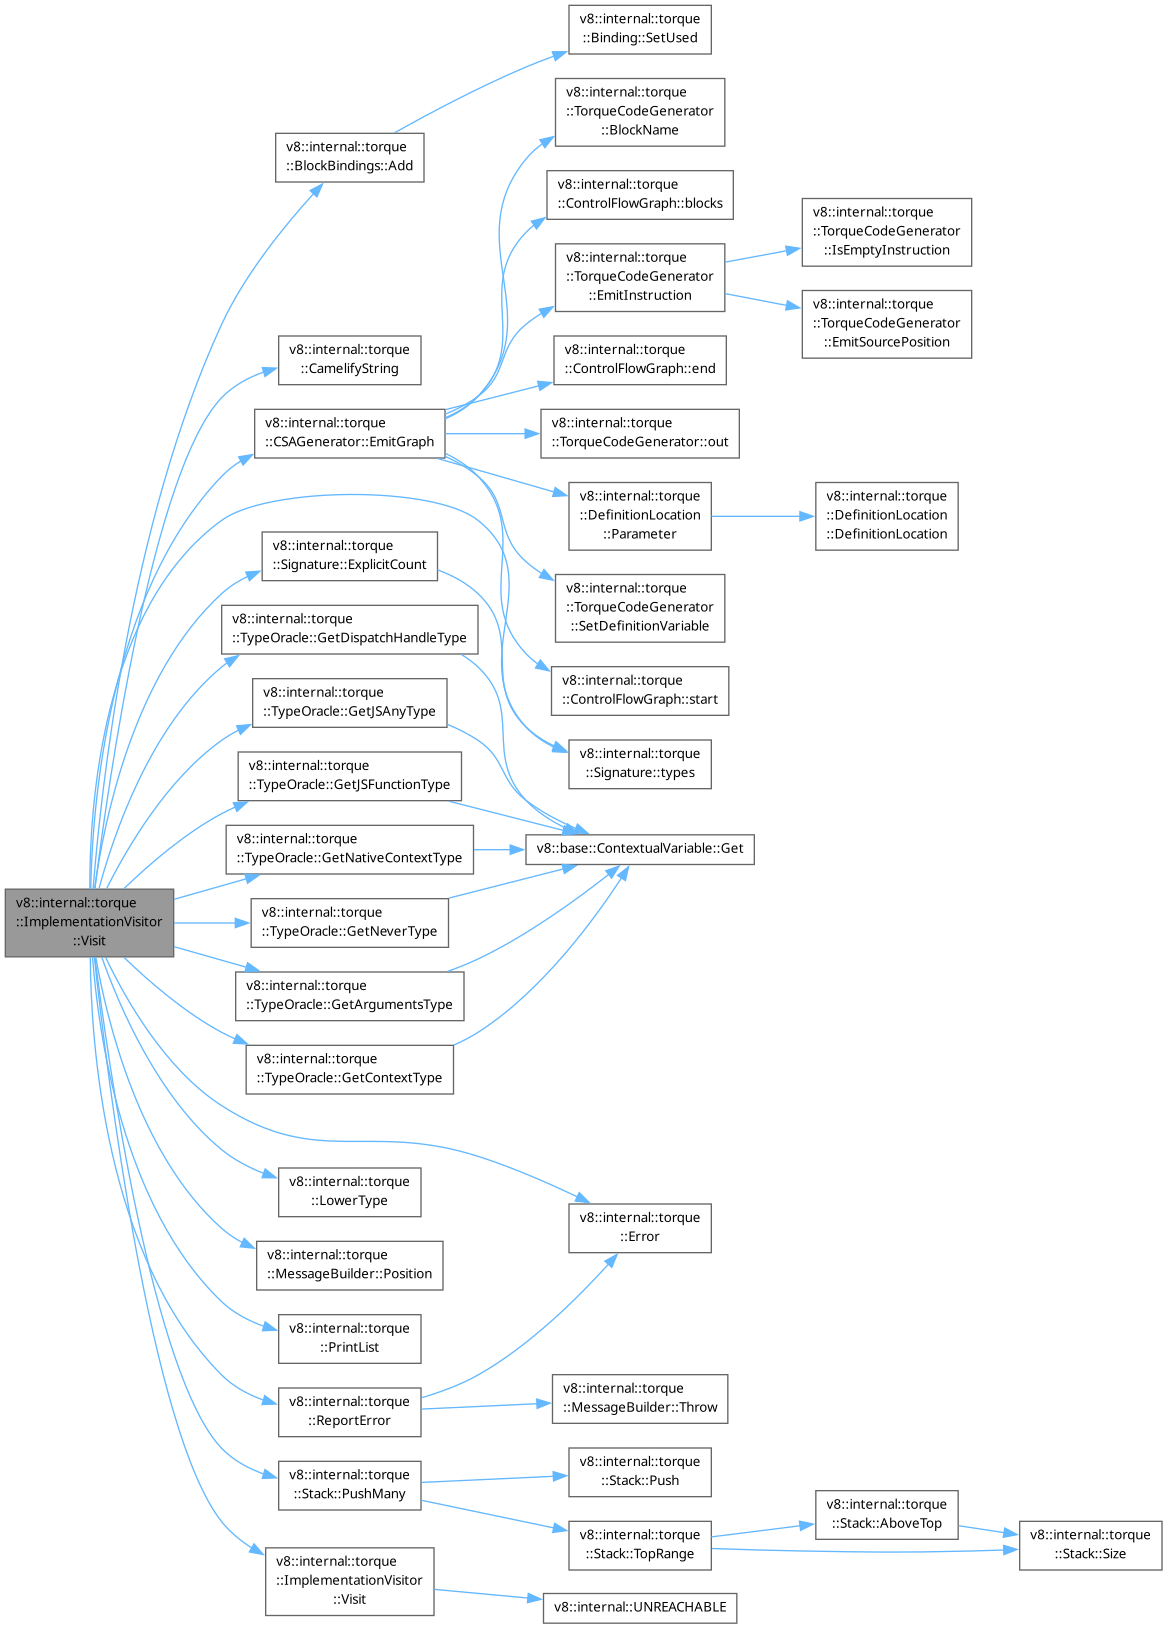 v8::internal::torque
::Binding::SetUsed
v8::internal::torque
::TorqueCodeGenerator
::BlockName
v8::internal::torque
::BlockBindings::Add
v8::internal::torque
::ControlFlowGraph::blocks
v8::internal::torque
::TorqueCodeGenerator
::IsEmptyInstruction
v8::internal::torque
::TorqueCodeGenerator
::EmitInstruction
v8::internal::torque
::TorqueCodeGenerator
::EmitSourcePosition
v8::internal::torque
::CamelifyString
v8::internal::torque
::ControlFlowGraph::end
v8::internal::torque
::CSAGenerator::EmitGraph
v8::internal::torque
::TorqueCodeGenerator::out
v8::internal::torque
::DefinitionLocation
::Parameter
v8::internal::torque
::DefinitionLocation
::DefinitionLocation
v8::internal::torque
::Signature::ExplicitCount
v8::internal::torque
::TorqueCodeGenerator
::SetDefinitionVariable
v8::internal::torque
::TypeOracle::GetDispatchHandleType
v8::internal::torque
::ControlFlowGraph::start
v8::internal::torque
::TypeOracle::GetJSAnyType
v8::internal::torque
::Signature::types
v8::internal::torque
::TypeOracle::GetJSFunctionType
v8::internal::torque
::TypeOracle::GetNativeContextType
v8::base::ContextualVariable::Get
v8::internal::torque
::ImplementationVisitor
::Visit
v8::internal::torque
::TypeOracle::GetNeverType
v8::internal::torque
::TypeOracle::GetArgumentsType
v8::internal::torque
::TypeOracle::GetContextType
v8::internal::torque
::LowerType
v8::internal::torque
::Error
v8::internal::torque
::MessageBuilder::Position
v8::internal::torque
::PrintList
v8::internal::torque
::ReportError
v8::internal::torque
::MessageBuilder::Throw
v8::internal::torque
::Stack::PushMany
v8::internal::torque
::Stack::Push
v8::internal::torque
::Stack::TopRange
v8::internal::torque
::Stack::AboveTop
v8::internal::torque
::Stack::Size
v8::internal::torque
::ImplementationVisitor
::Visit
v8::internal::UNREACHABLE